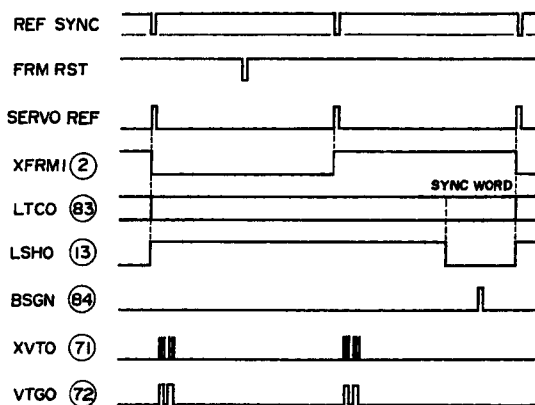 REF SYNC
FRM RST
SERVO REF
XFRM1 2
SYNC WORD
LTCO 83
LSHO 13
BSGN 84
XVTO 71
VTGO 72